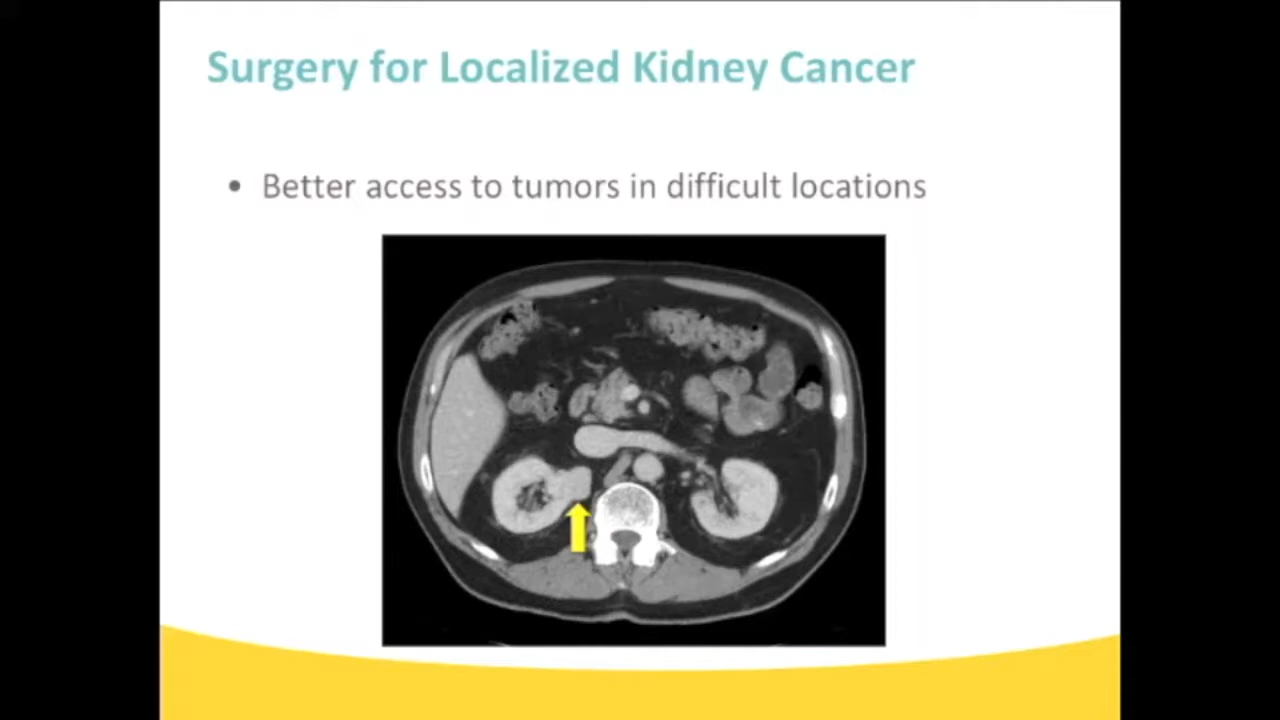 Surgery for Localized Kidney Cancer
• Better access to tumors in difficult locations